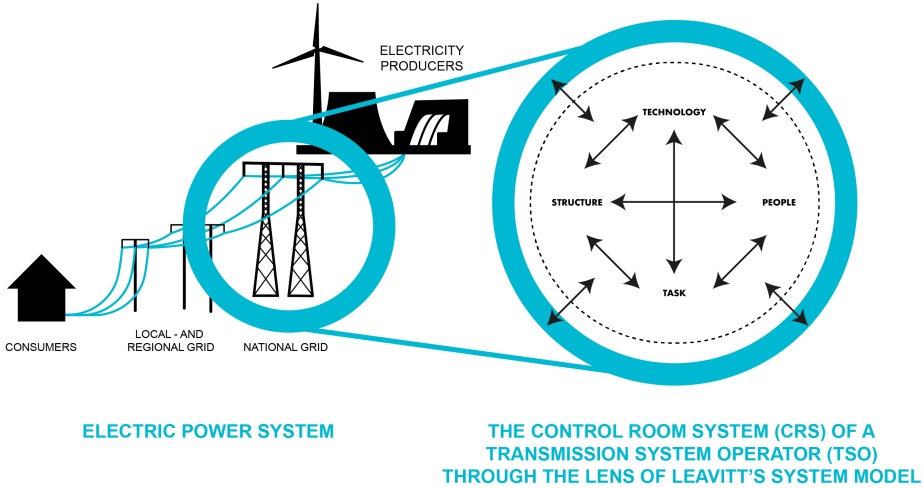 ELECTRICITY
PRODUCERS
TECHNOLOGY
STRUCTURE
PEOPLE
TASK
CONSUMERS
LOCAL - AND
REGIONAL GRID
NATIONAL GRID
ELECTRIC POWER SYSTEM
THE CONTROL ROOM SYSTEM (CRS) OF A
TRANSMISSION SYSTEM OPERATOR (TSO)
THROUGH THE LENS OF LEAVITT'S SYSTEM MODEL